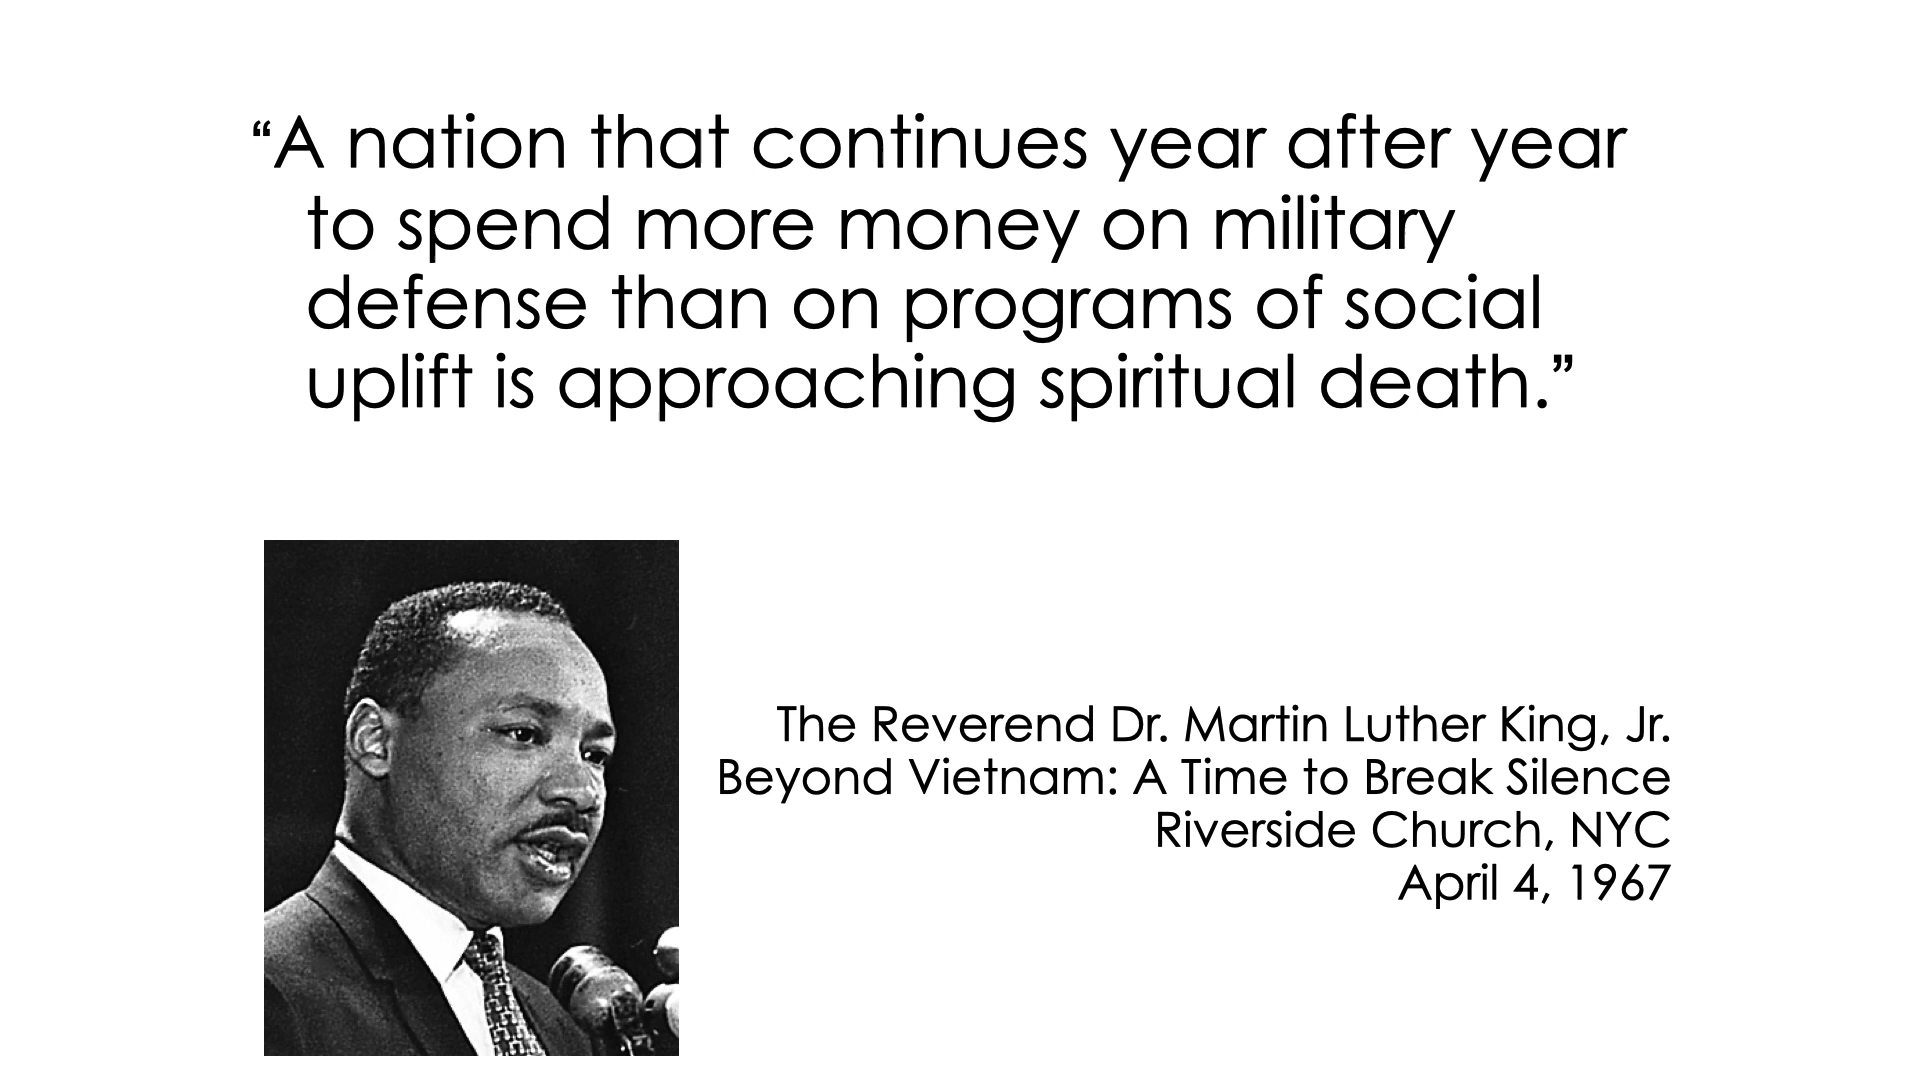 “A nation that continues year after year
to spend more money on military
defense than on programs of social
uplift is approaching spiritual death.”
The Reverend Dr. Martin Luther King, Jr.
Beyond Vietnam: A Time to Break Silence
Riverside Church, NYC
April 4, 1967